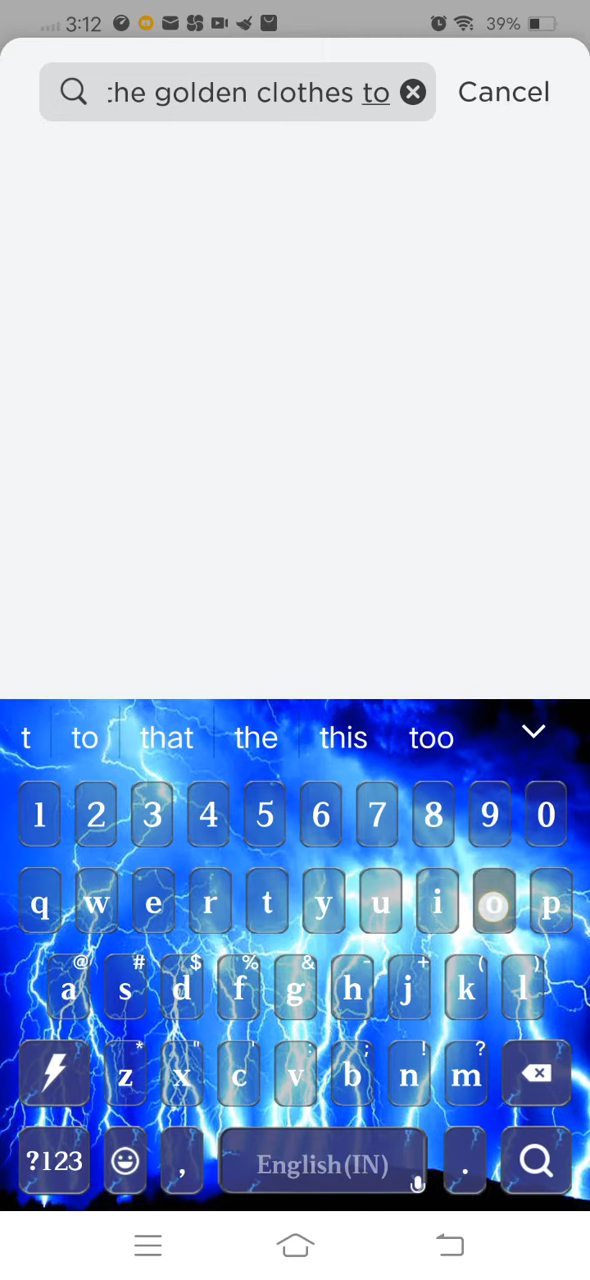 3:12 39%
the golden clothes to Cancel
t to that the this too
1 2 3 4 5 6 7 8 9 0
q w e r t y u i o p
@ # $ % & - + ( )
a s d f g h j k l
* " ' : ; ! ?
z x c v b n m
?123 , English(IN) .